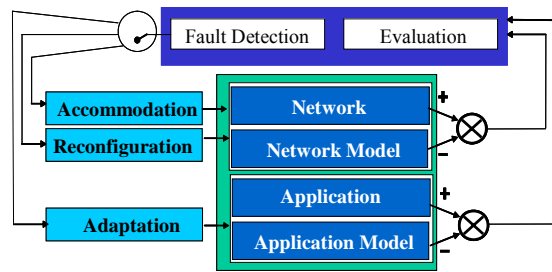 Fault Detection
Evaluation
Accommodation
Network
+
Reconfiguration
Network Model
−
Application
+
Adaptation
Application Model
−